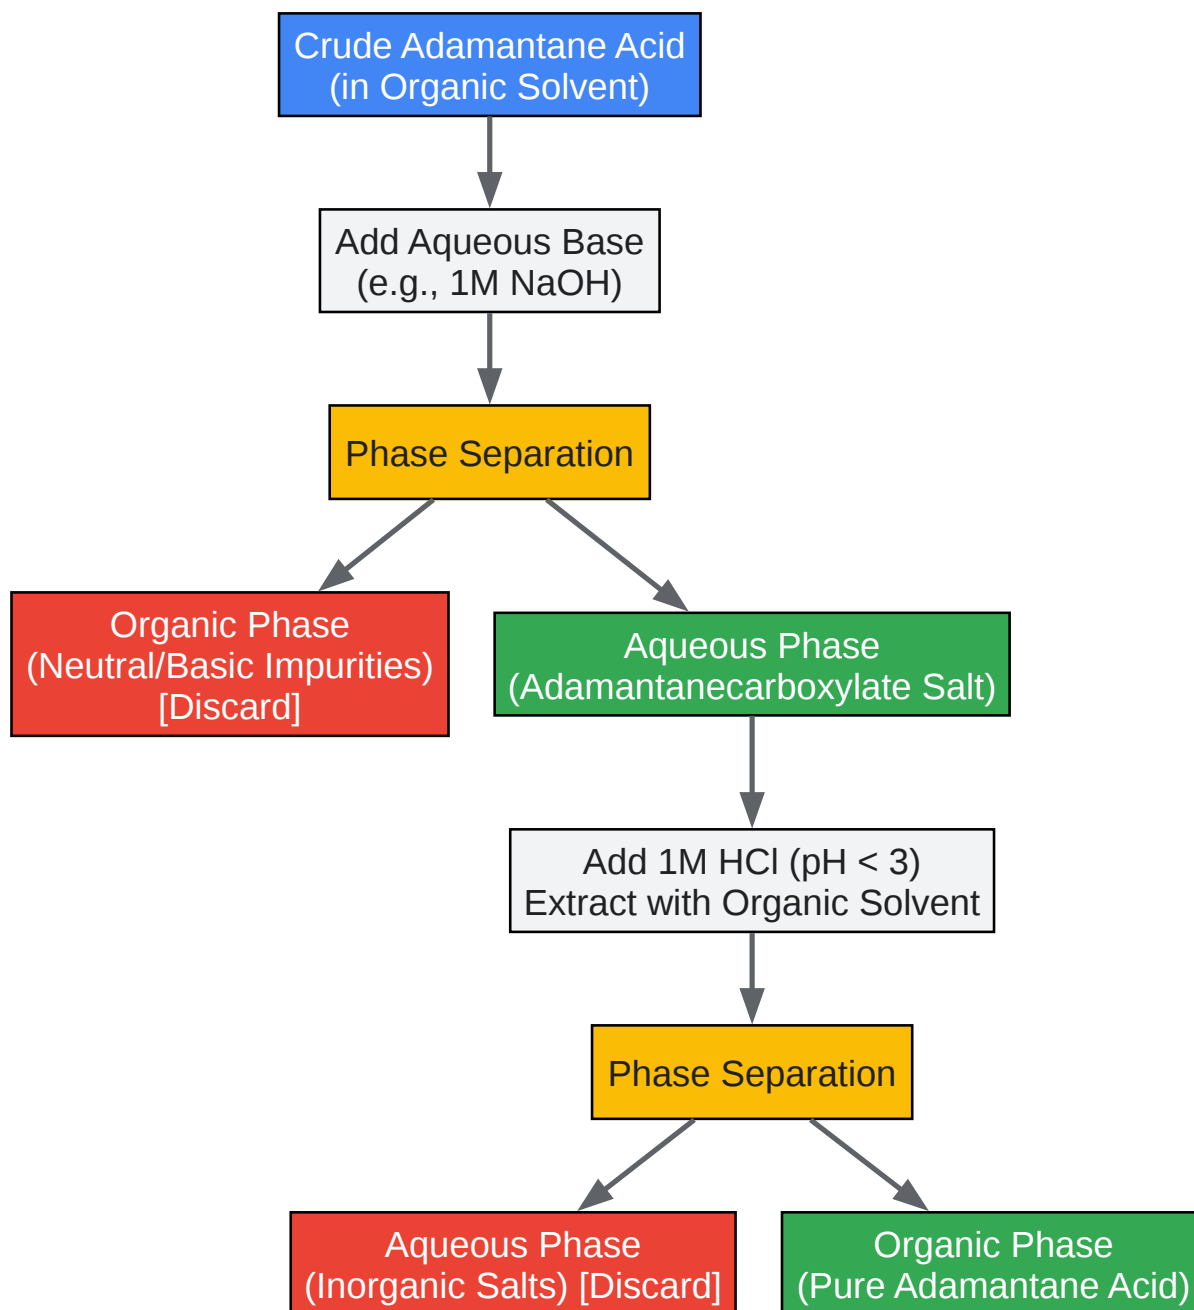 Crude Adamantane Acid
(in Organic Solvent)
Add Aqueous Base
(e.g., 1M NaOH)
Phase Separation
Organic Phase
(Neutral/Basic Impurities)
[Discard]
Aqueous Phase
(Adamantanecarboxylate Salt)
Add 1M HCl (pH < 3)
Extract with Organic Solvent
Phase Separation
Aqueous Phase
(Inorganic Salts) [Discard]
Organic Phase
(Pure Adamantane Acid)